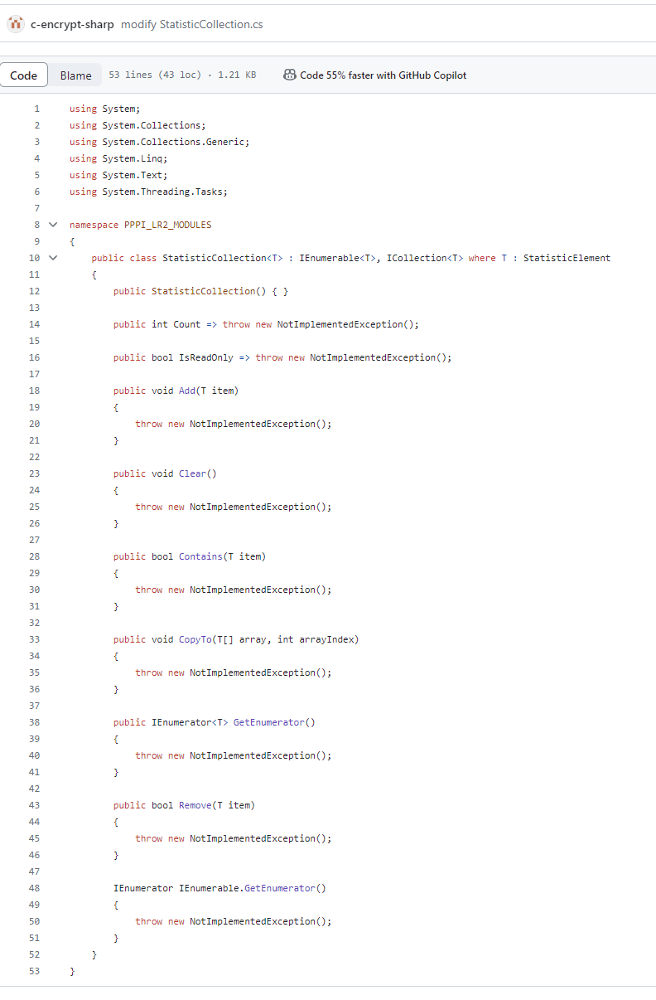 c-encrypt-sharp modify StatisticCollection.cs
Code Blame 53 lines (43 loc) · 1.21 KB Code 55% faster with GitHub Copilot
1 using System;
2 using System.Collections;
3 using System.Collections.Generic;
4 using System.Linq;
5 using System.Text;
6 using System.Threading.Tasks;
7
8 namespace PPPI_LR2_MODULES
9 {
10 public class StatisticCollection<T> : IEnumerable<T>, ICollection<T> where T : StatisticElement
11 {
12 public StatisticCollection() { }
13
14 public int Count => throw new NotImplementedException();
15
16 public bool IsReadOnly => throw new NotImplementedException();
17
18 public void Add(T item)
19 {
20 throw new NotImplementedException();
21 }
22
23 public void Clear()
24 {
25 throw new NotImplementedException();
26 }
27
28 public bool Contains(T item)
29 {
30 throw new NotImplementedException();
31 }
32
33 public void CopyTo(T[] array, int arrayIndex)
34 {
35 throw new NotImplementedException();
36 }
37
38 public IEnumerator<T> GetEnumerator()
39 {
40 throw new NotImplementedException();
41 }
42
43 public bool Remove(T item)
44 {
45 throw new NotImplementedException();
46 }
47
48 IEnumerator IEnumerable.GetEnumerator()
49 {
50 throw new NotImplementedException();
51 }
52 }
53 }